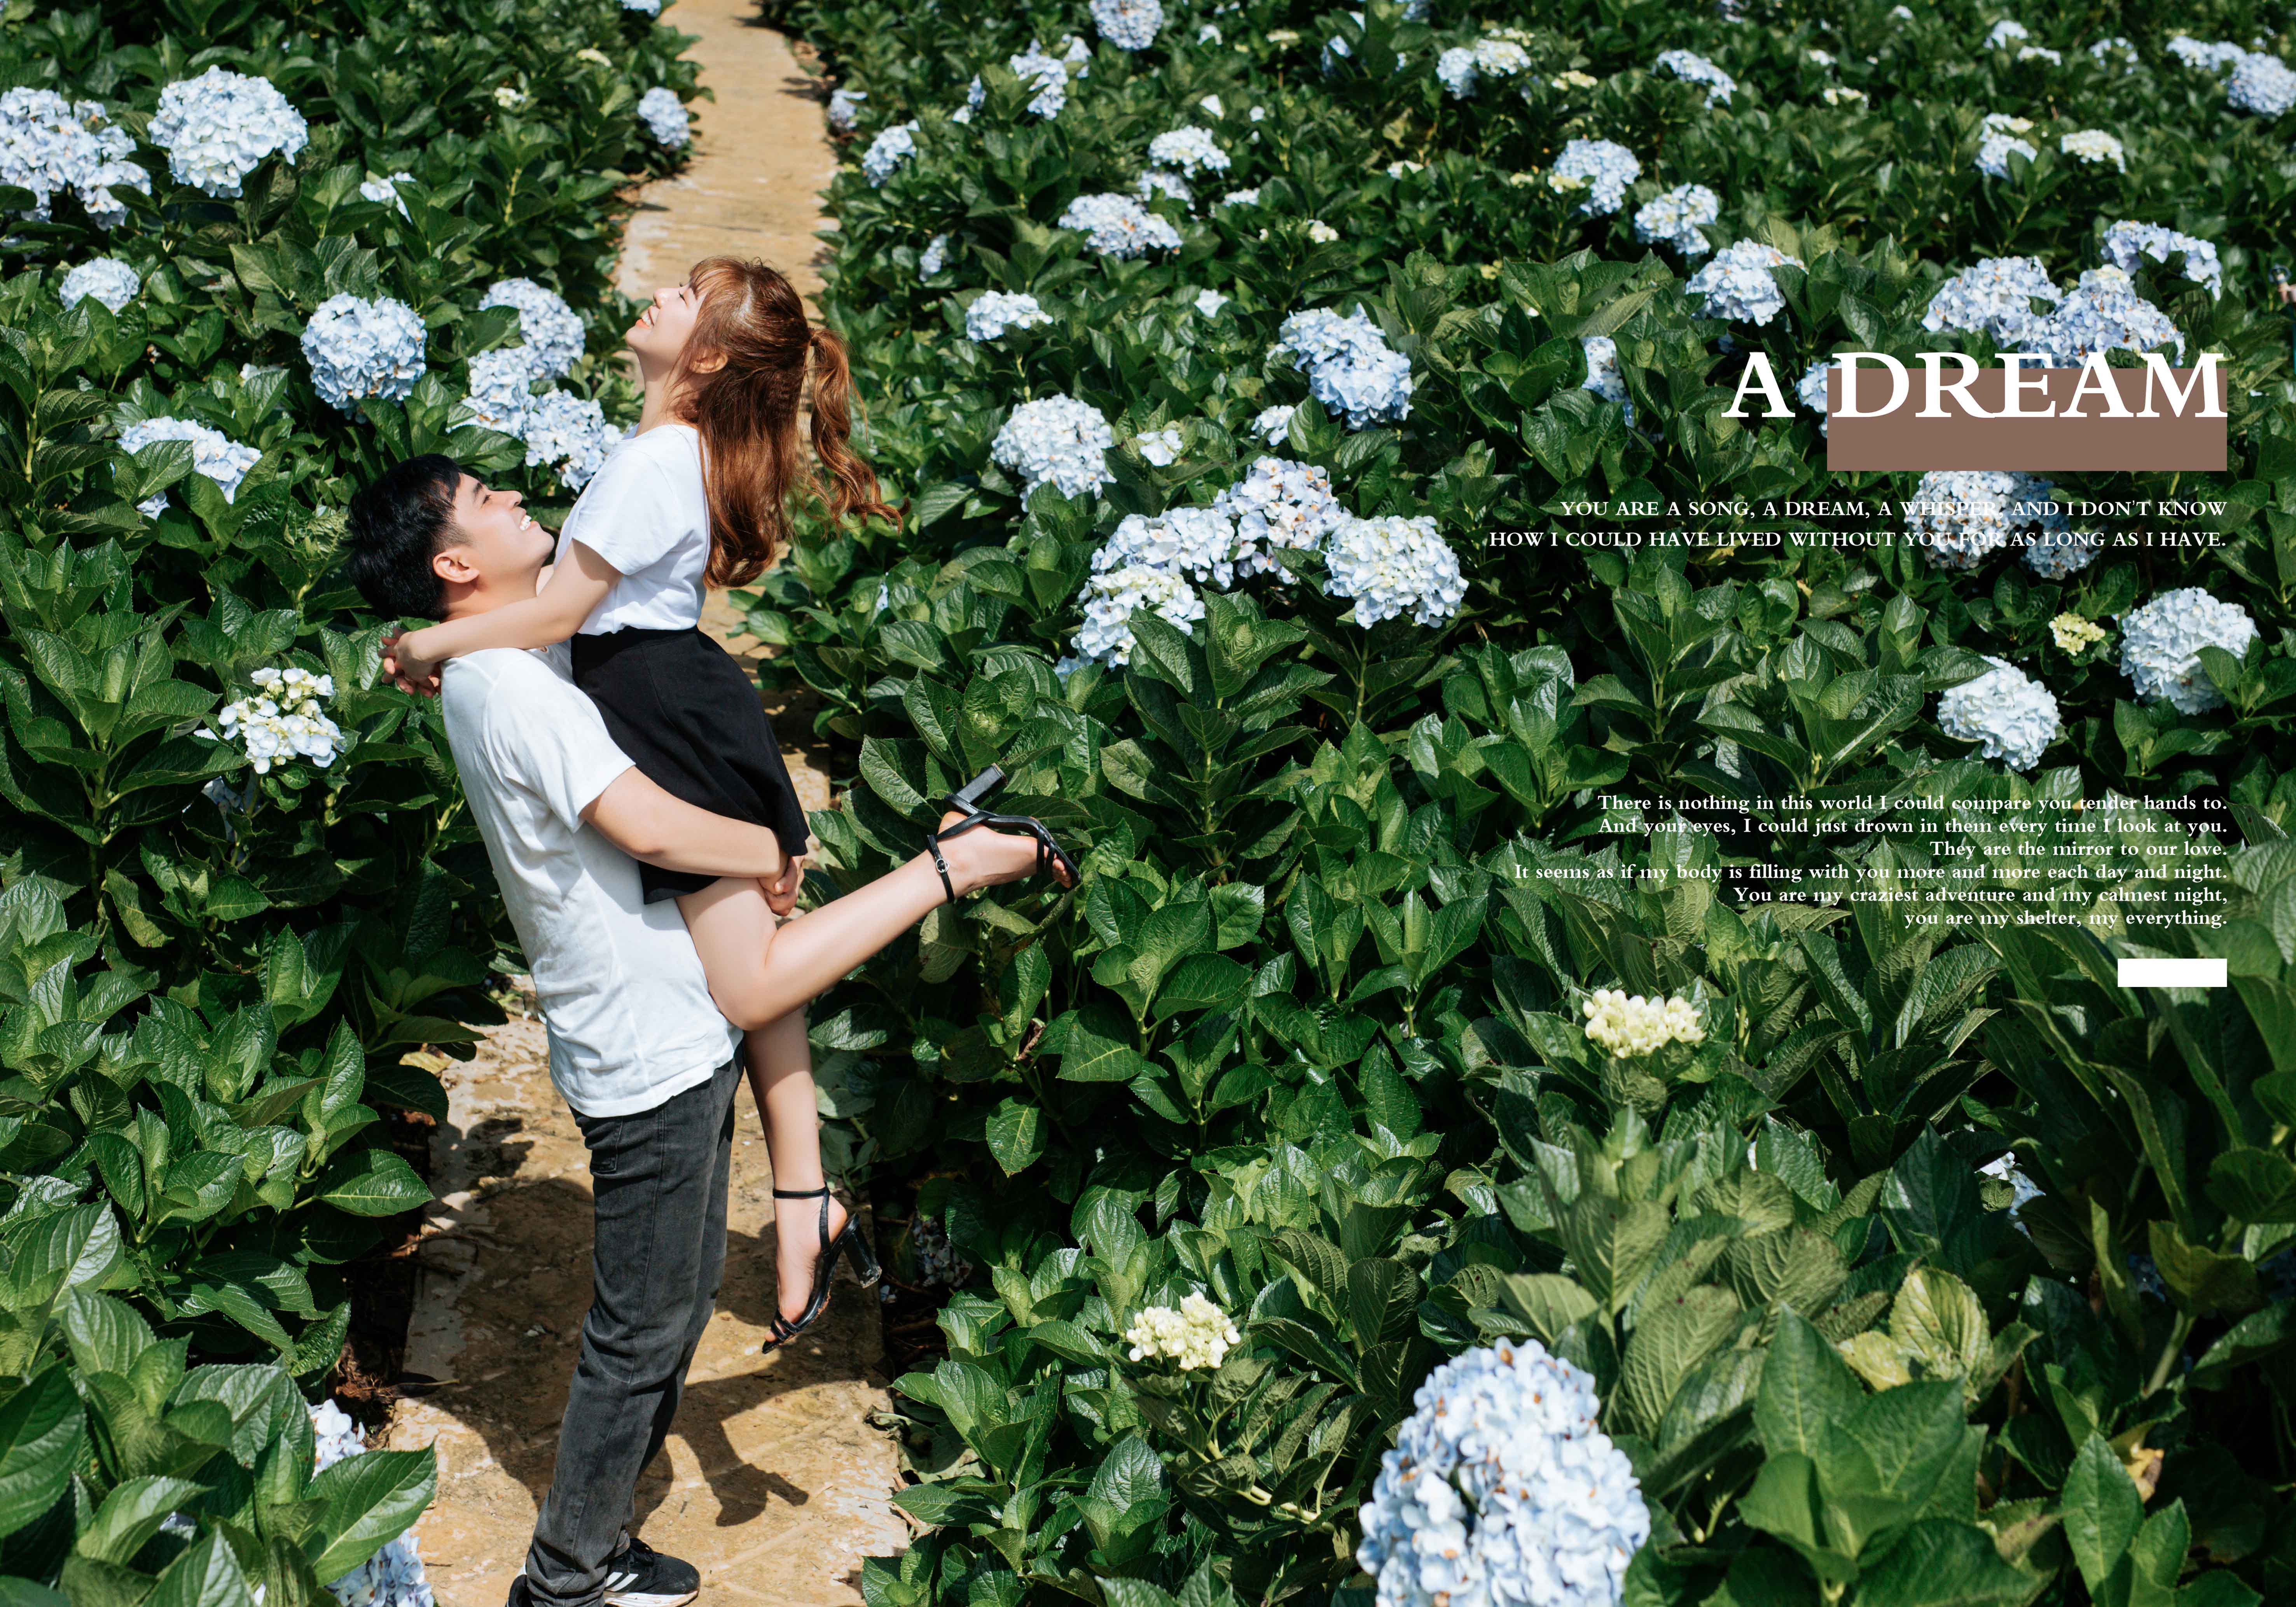 A DREAM
YOU ARE A SONG, A DREAM, A WHISPER, AND I DON'T KNOW
HOW I COULD HAVE LIVED WITHOUT YOU FOR AS LONG AS I HAVE.
There is nothing in this world I could compare you tender hands to.
And your eyes, I could just drown in them every time I look at you.
They are the mirror to our love.
It seems as if my body is filling with you more and more each day and night.
You are my craziest adventure and my calmest night,
you are my shelter, my everything.